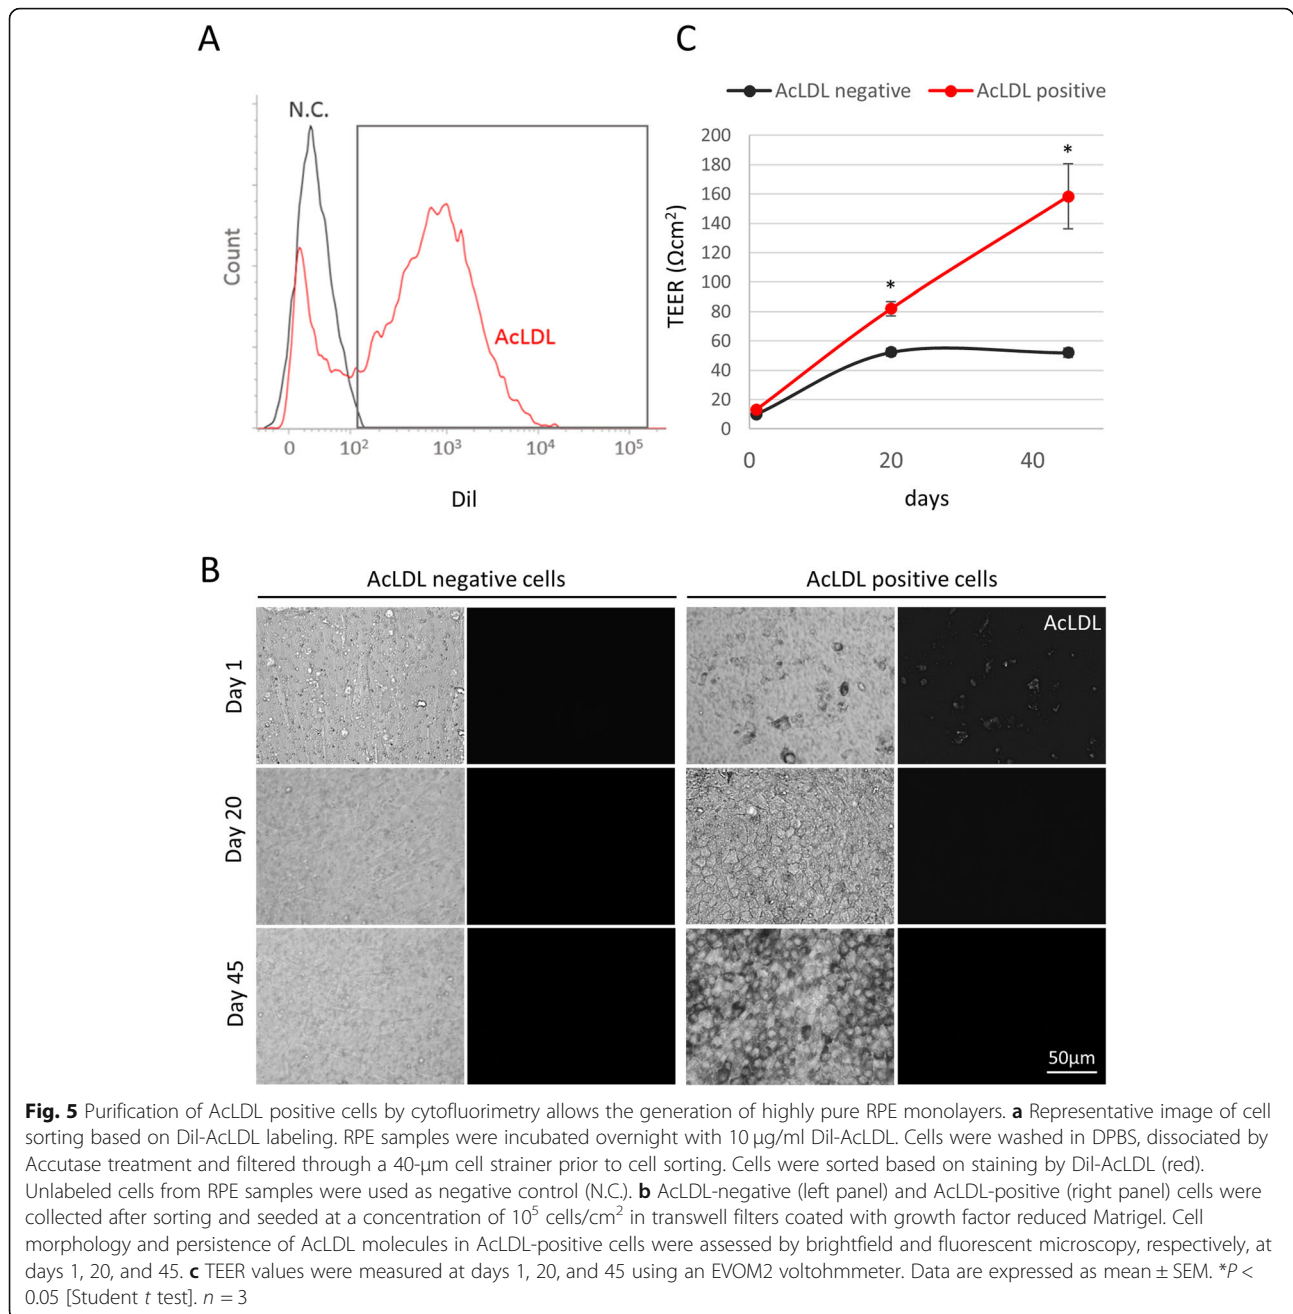 A
N.C.
AcLDL
Count
0 10² 10³ 10⁴ 10⁵
Dil
C
AcLDL negative AcLDL positive
200
180
160
140
120
100
80
60
40
20
0
*
*
TEER (Ωcm²)
0 20 40
days
B
AcLDL negative cells AcLDL positive cells
AcLDL
Day 1
Day 20
Day 45
50µm
Fig. 5 Purification of AcLDL positive cells by cytofluorimetry allows the generation of highly pure RPE monolayers. a Representative image of cell
sorting based on Dil-AcLDL labeling. RPE samples were incubated overnight with 10 µg/ml Dil-AcLDL. Cells were washed in DPBS, dissociated by
Accutase treatment and filtered through a 40-µm cell strainer prior to cell sorting. Cells were sorted based on staining by Dil-AcLDL (red).
Unlabeled cells from RPE samples were used as negative control (N.C.). b AcLDL-negative (left panel) and AcLDL-positive (right panel) cells were
collected after sorting and seeded at a concentration of 10⁵ cells/cm² in transwell filters coated with growth factor reduced Matrigel. Cell
morphology and persistence of AcLDL molecules in AcLDL-positive cells were assessed by brightfield and fluorescent microscopy, respectively, at
days 1, 20, and 45. c TEER values were measured at days 1, 20, and 45 using an EVOM2 voltohmmeter. Data are expressed as mean ± SEM. *P <
0.05 [Student t test]. n = 3